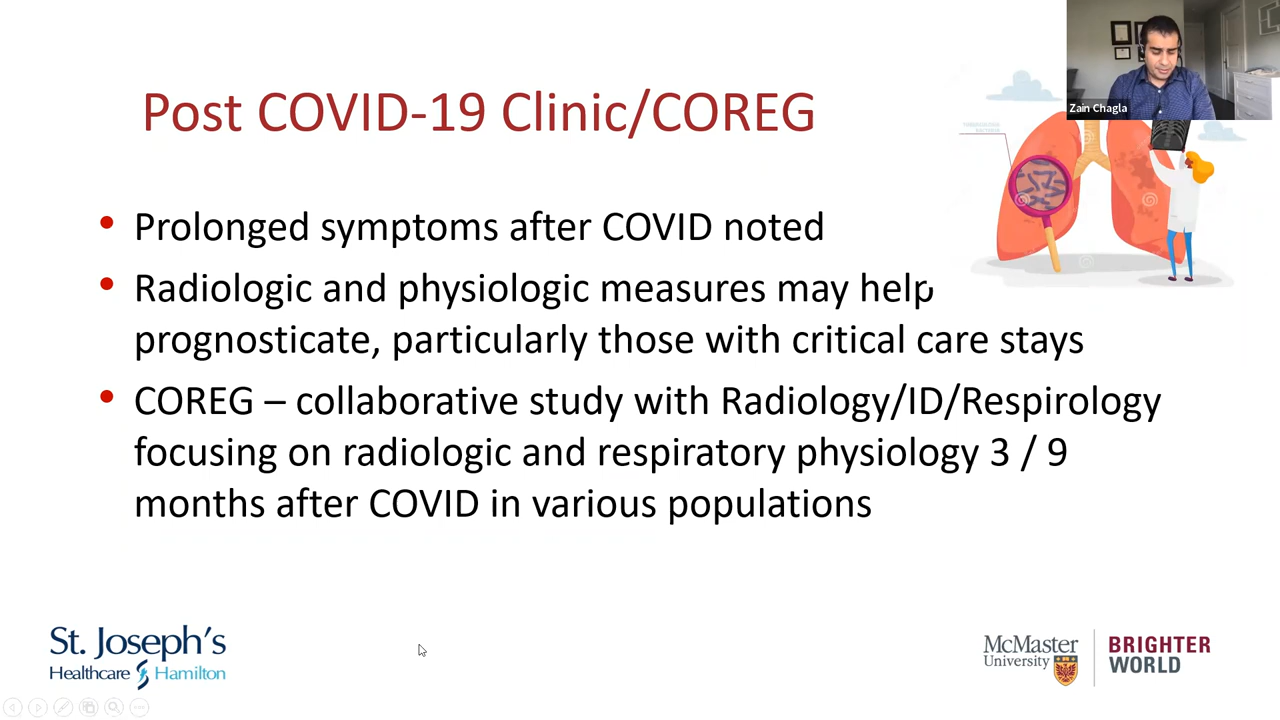 Zain Chagla
Post COVID-19 Clinic/COREG
• Prolonged symptoms after COVID noted
• Radiologic and physiologic measures may help
prognosticate, particularly those with critical care stays
• COREG – collaborative study with Radiology/ID/Respirology
focusing on radiologic and respiratory physiology 3 / 9
months after COVID in various populations
St. Joseph's
Healthcare Hamilton
McMaster
University
BRIGHTER
WORLD